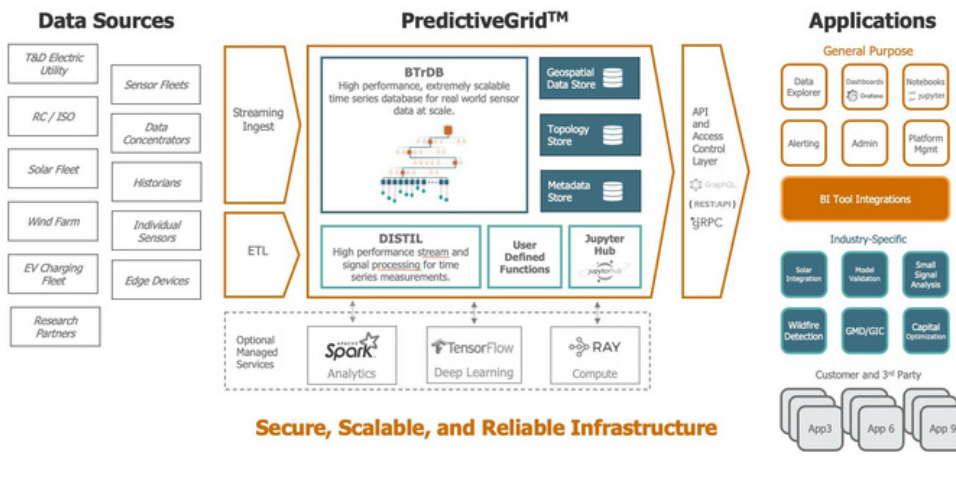 Data Sources
T&D Electric
Utility
RC / ISO
Solar Fleet
Wind Farm
EV Charging
Fleet
Research
Partners
Sensor Fleets
Data
Concentrators
Historians
Individual
Sensors
Edge Devices
PredictiveGrid™
Streaming
Ingest
ETL
BTrDB
High performance, extremely scalable
time series database for real world sensor
data at scale.
Geospatial
Data Store
Topology
Store
Metadata
Store
DISTIL
High performance stream and
signal processing for time
series measurements.
User
Defined
Functions
Jupyter
Hub
jupyterhub
API
and
Access
Control
Layer
GraphQL
{REST:API}
gRPC
Optional
Managed
Services
APACHE
Spark™
Analytics
TensorFlow
Deep Learning
RAY
Compute
Secure, Scalable, and Reliable Infrastructure
Applications
General Purpose
Data
Explorer
Dashboards
Grafana
Notebooks
jupyter
Alerting
Admin
Platform
Mgmt
BI Tool Integrations
Industry-Specific
Solar
Integration
Model
Validation
Small
Signal
Analysis
Wildfire
Detection
GMD/GIC
Capital
Optimization
Customer and 3rd Party
App3
App 6
App 9